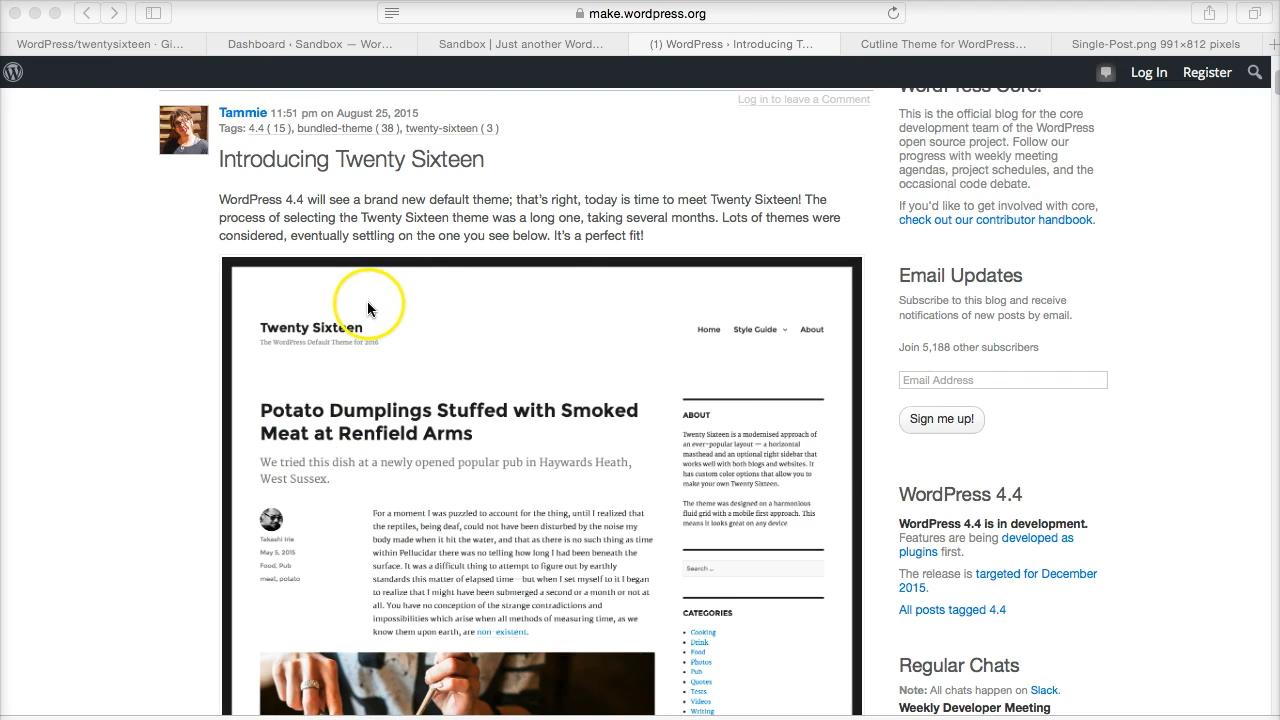 make.wordpress.org
WordPress/twentysixteen · Gi...
Dashboard ‹ Sandbox — Wor...
Sandbox | Just another Word...
(1) WordPress › Introducing T...
Cutline Theme for WordPress...
Single-Post.png 991×812 pixels
Log In
Register
Log in to leave a Comment
Tammie 11:51 pm on August 25, 2015
Tags: 4.4 ( 15 ), bundled-theme ( 38 ), twenty-sixteen ( 3 )
Introducing Twenty Sixteen
WordPress 4.4 will see a brand new default theme; that’s right, today is time to meet Twenty Sixteen! The
process of selecting the Twenty Sixteen theme was a long one, taking several months. Lots of themes were
considered, eventually settling on the one you see below. It’s a perfect fit!
Twenty Sixteen
The WordPress Default Theme for 2016
Home
Style Guide
About
Potato Dumplings Stuffed with Smoked
Meat at Renfield Arms
We tried this dish at a newly opened popular pub in Haywards Heath,
West Sussex.
Takashi Irie
May 5, 2015
Food, Pub
meat, potato
For a moment I was puzzled to account for the thing, until I realized that
the reptiles, being deaf, could not have been disturbed by the noise my
body made when it hit the water, and that as there is no such thing as time
within Pellucidar there was no telling how long I had been beneath the
surface. It was a difficult thing to attempt to figure out by earthly
standards this matter of elapsed time—but when I set myself to it I began
to realize that I might have been submerged a second or a month or not at
all. You have no conception of the strange contradictions and
impossibilities which arise when all methods of measuring time, as we
know them upon earth, are non-existent.
ABOUT
Twenty Sixteen is a modernised approach of
an ever-popular layout — a horizontal
masthead and an optional right sidebar that
works well with both blogs and websites. It
has custom color options that allow you to
make your own Twenty Sixteen.
The theme was designed on a harmonious
fluid grid with a mobile first approach. This
means it looks great on any device
Search ...
CATEGORIES
Cooking
Drink
Food
Photos
Pub
Quotes
Tests
Videos
Writing
WordPress Core!
This is the official blog for the core
development team of the WordPress
open source project. Follow our
progress with weekly meeting
agendas, project schedules, and the
occasional code debate.
If you’d like to get involved with core,
check out our contributor handbook.
Email Updates
Subscribe to this blog and receive
notifications of new posts by email.
Join 5,188 other subscribers
Email Address
Sign me up!
WordPress 4.4
WordPress 4.4 is in development.
Features are being developed as
plugins first.
The release is targeted for December
2015.
All posts tagged 4.4
Regular Chats
Note: All chats happen on Slack.
Weekly Developer Meeting